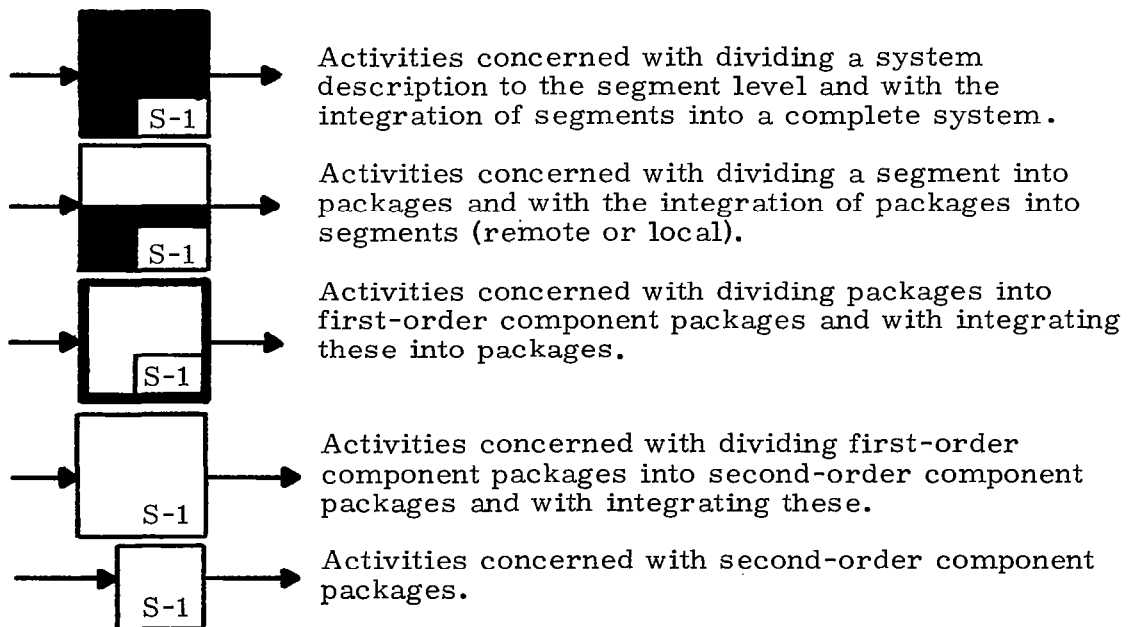 S-1
Activities concerned with dividing a system
description to the segment level and with the
integration of segments into a complete system.
S-1
Activities concerned with dividing a segment into
packages and with the integration of packages into
segments (remote or local).
S-1
Activities concerned with dividing packages into
first-order component packages and with integrating
these into packages.
S-1
Activities concerned with dividing first-order
component packages into second-order component
packages and with integrating these.
S-1
Activities concerned with second-order component
packages.